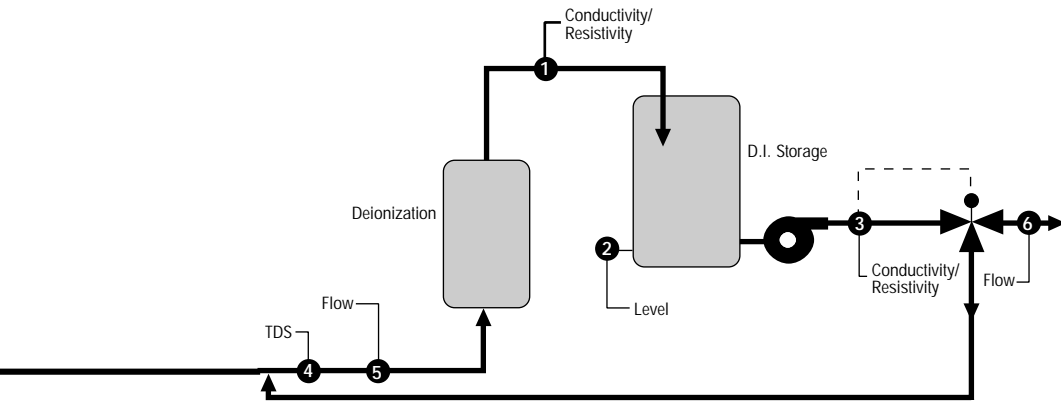 Conductivity/
Resistivity
1
D.I. Storage
Deionization
3
6
2
Conductivity/
Resistivity
Flow
Level
Flow
TDS
4
5